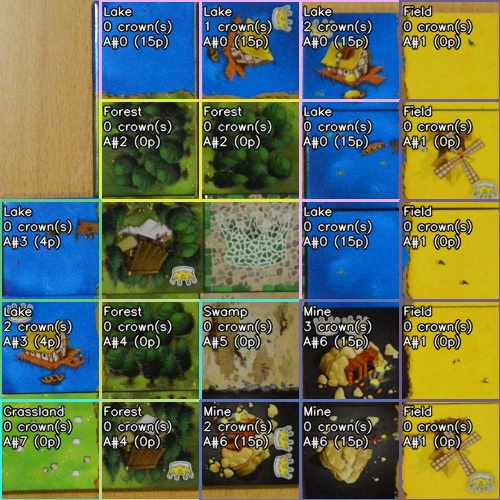 Lake
0 crown(s)
A#0 (15p)
Lake
1 crown(s)
A#0 (15p)
Lake
2 crown(s)
A#0 (15p)
Field
0 crown(s)
A#1 (0p)
Forest
0 crown(s)
A#2 (0p)
Forest
0 crown(s)
A#2 (0p)
Lake
0 crown(s)
A#0 (15p)
Field
0 crown(s)
A#1 (0p)
Lake
0 crown(s)
A#3 (4p)
Lake
0 crown(s)
A#0 (15p)
Field
0 crown(s)
A#1 (0p)
Lake
2 crown(s)
A#3 (4p)
Forest
0 crown(s)
A#4 (0p)
Swamp
0 crown(s)
A#5 (0p)
Mine
3 crown(s)
A#6 (15p)
Field
0 crown(s)
A#1 (0p)
Grassland
0 crown(s)
A#7 (0p)
Forest
0 crown(s)
A#4 (0p)
Mine
2 crown(s)
A#6 (15p)
Mine
0 crown(s)
A#6 (15p)
Field
0 crown(s)
A#1 (0p)